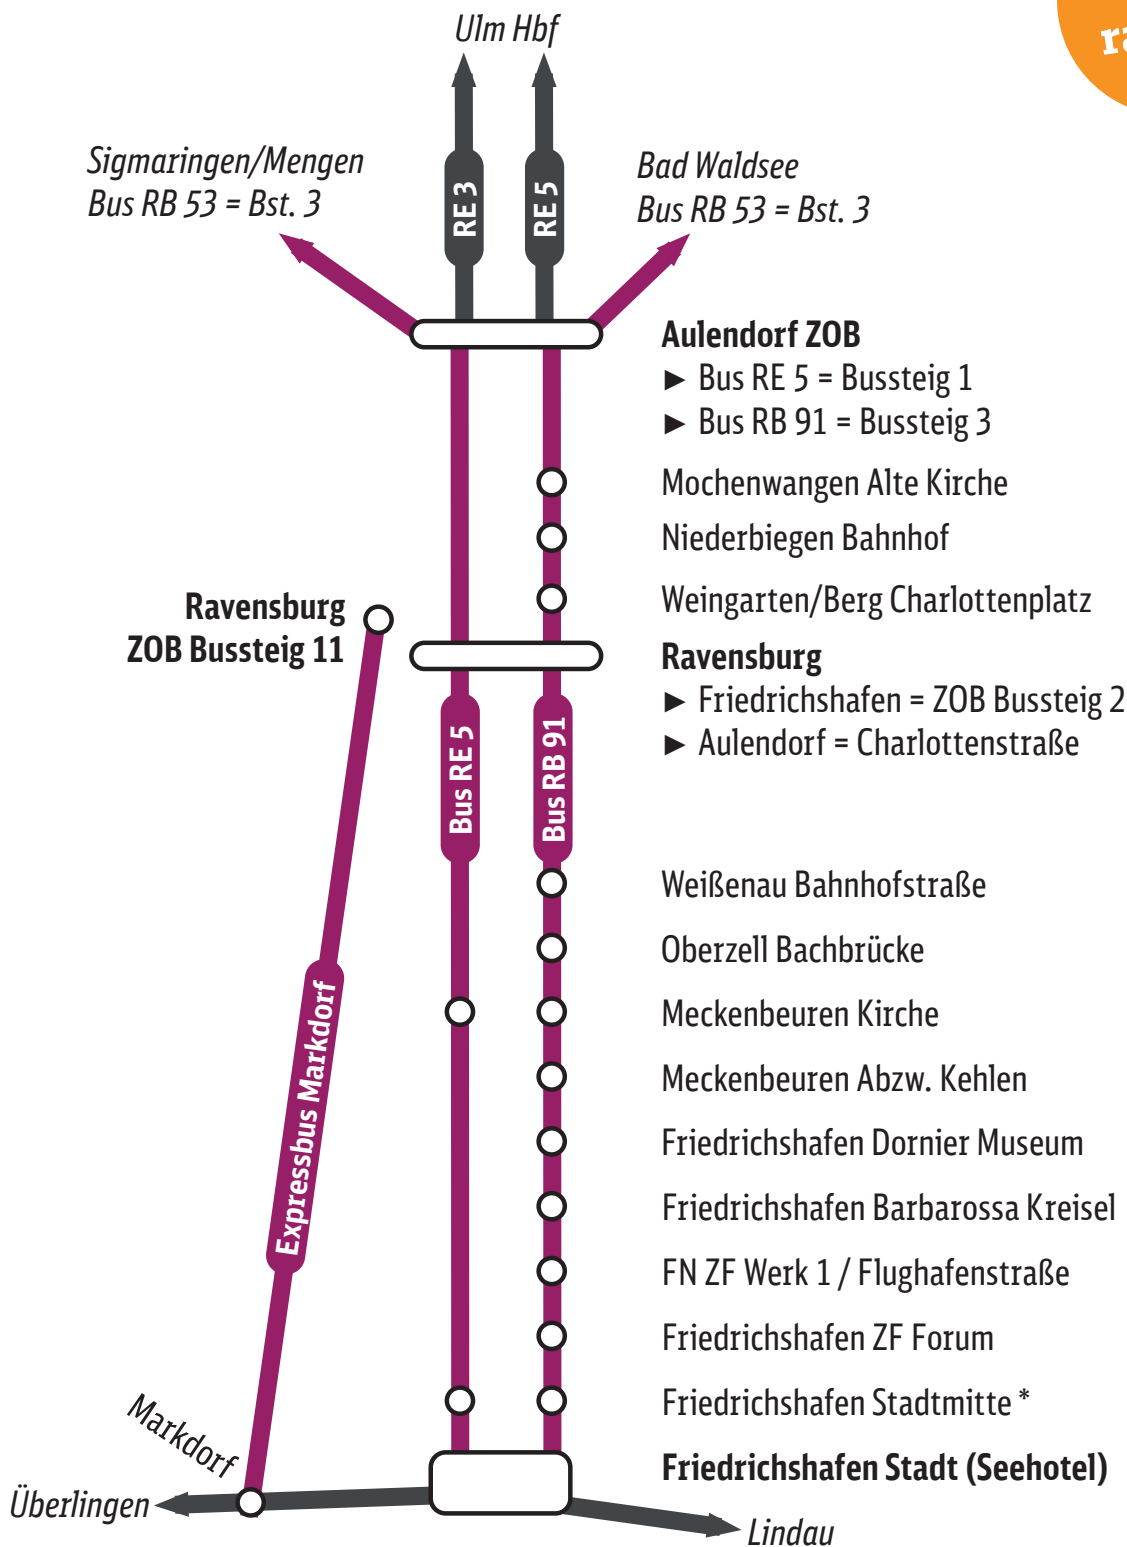 Ulm Hbf
Sigmaringen/Mengen
Bus RB 53 = Bst. 3
RE 3
RE 5
Bad Waldsee
Bus RB 53 = Bst. 3
Aulendorf ZOB
► Bus RE 5 = Bussteig 1
► Bus RB 91 = Bussteig 3
Mochenwangen Alte Kirche
Niederbiegen Bahnhof
Weingarten/Berg Charlottenplatz
Ravensburg
ZOB Bussteig 11
Ravensburg
► Friedrichshafen = ZOB Bussteig 2
► Aulendorf = Charlottenstraße
Bus RE 5
Bus RB 91
Weißenau Bahnhofstraße
Oberzell Bachbrücke
Meckenbeuren Kirche
Meckenbeuren Abzw. Kehlen
Expressbus Markdorf
Friedrichshafen Dornier Museum
Friedrichshafen Barbarossa Kreisel
FN ZF Werk 1 / Flughafenstraße
Friedrichshafen ZF Forum
Friedrichshafen Stadtmitte *
Markdorf
Friedrichshafen Stadt (Seehotel)
Überlingen
Lindau